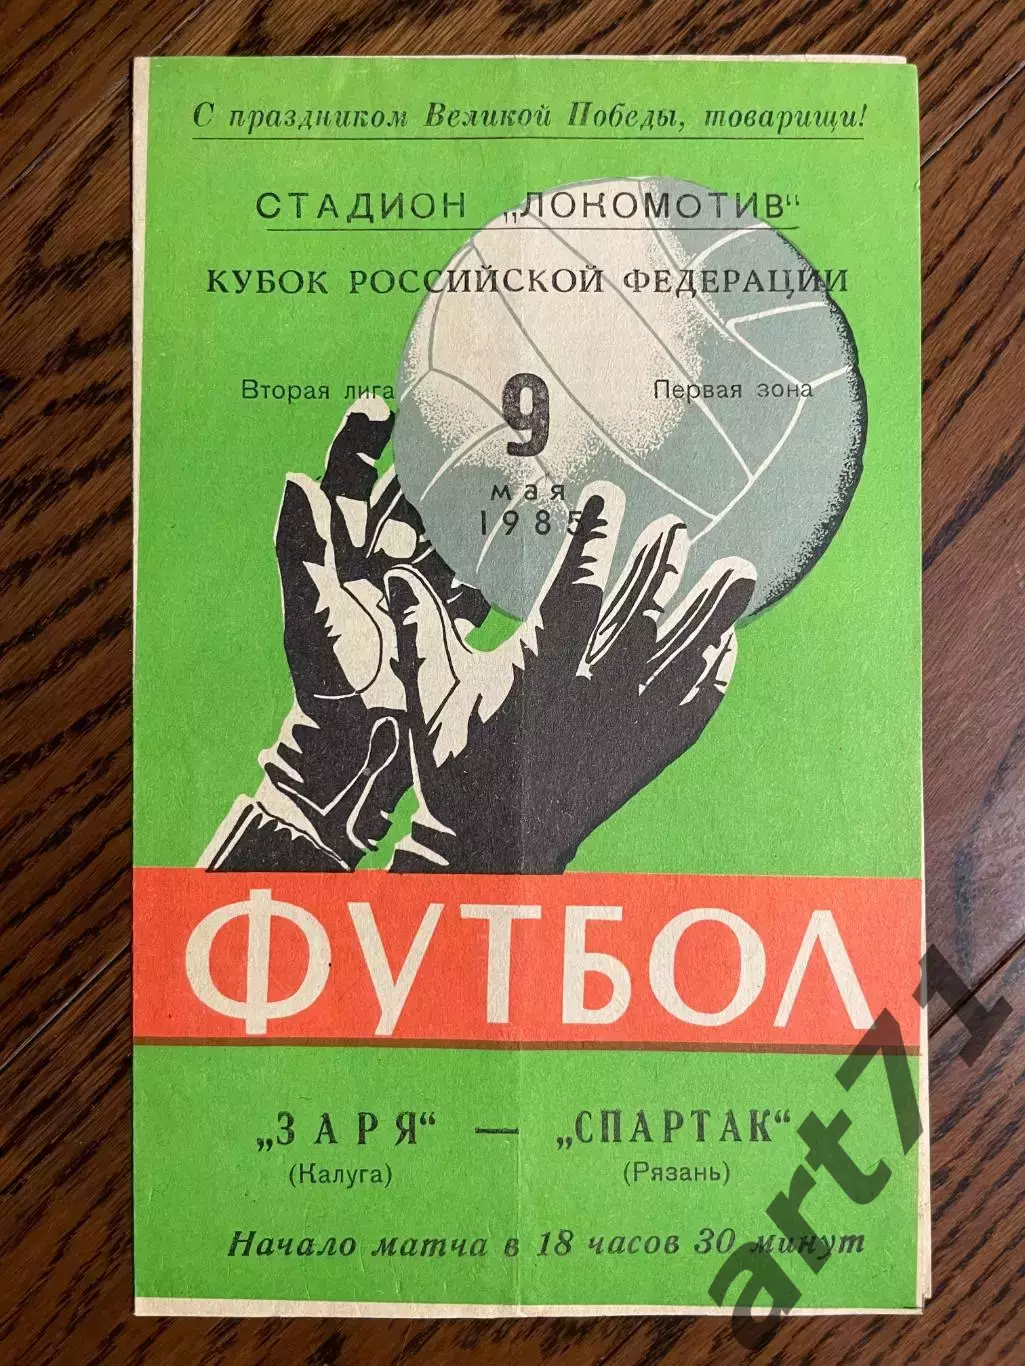 С праздником Великой Победы, товарищи!
СТАДИОН „ЛОКОМОТИВ“
КУБОК РОССИЙСКОЙ ФЕДЕРАЦИИ
Вторая лига
Первая зона
9
мая
1985
ФУТБОЛ
„ЗАРЯ“ — „СПАРТАК“
(Калуга) (Рязань)
Начало матча в 18 часов 30 минут
art71